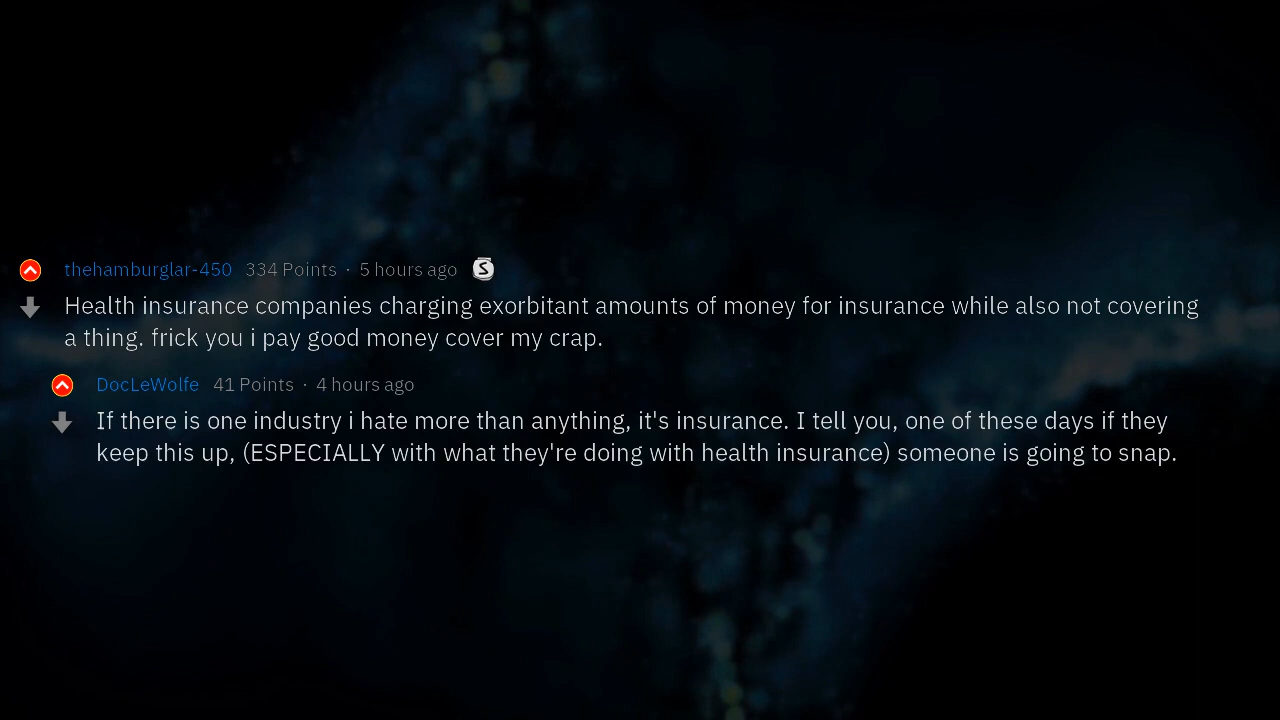 thehamburglar-450 334 Points · 5 hours ago S
Health insurance companies charging exorbitant amounts of money for insurance while also not covering
a thing. frick you i pay good money cover my crap.
DocLeWolfe 41 Points · 4 hours ago
If there is one industry i hate more than anything, it's insurance. I tell you, one of these days if they
keep this up, (ESPECIALLY with what they're doing with health insurance) someone is going to snap.